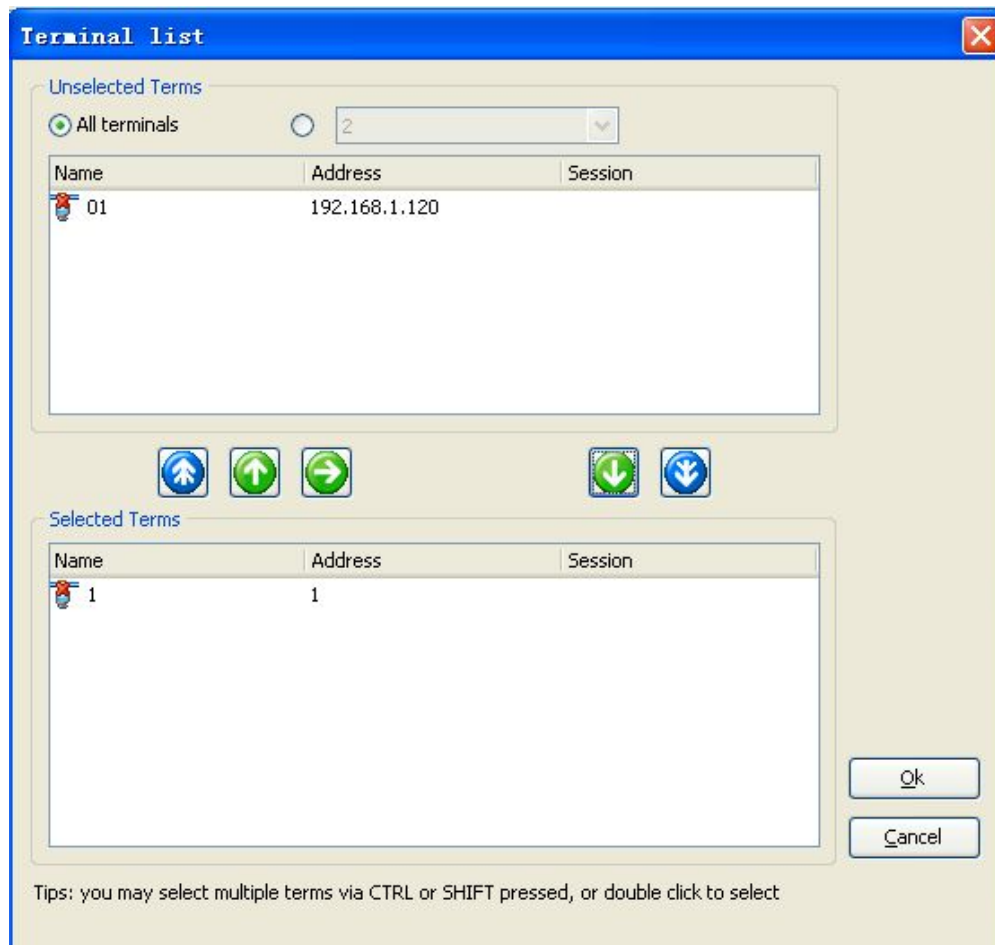 Terminal list
Unselected Terms
All terminals 2
Name Address Session
01 192.168.1.120
Selected Terms
Name Address Session
1 1
Ok
Cancel
Tips: you may select multiple terms via CTRL or SHIFT pressed, or double click to select